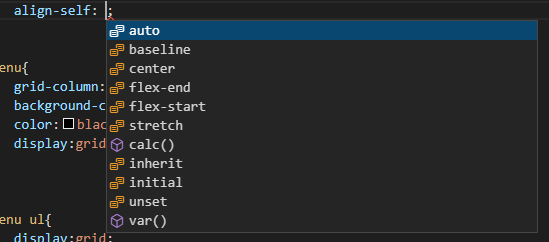 align-self: ;
auto
baseline
center
enu{
grid-column:
flex-end
background-c
flex-start
color: blac
stretch
display:grid
calc()
inherit
initial
unset
enu ul{
var()
display:grid;